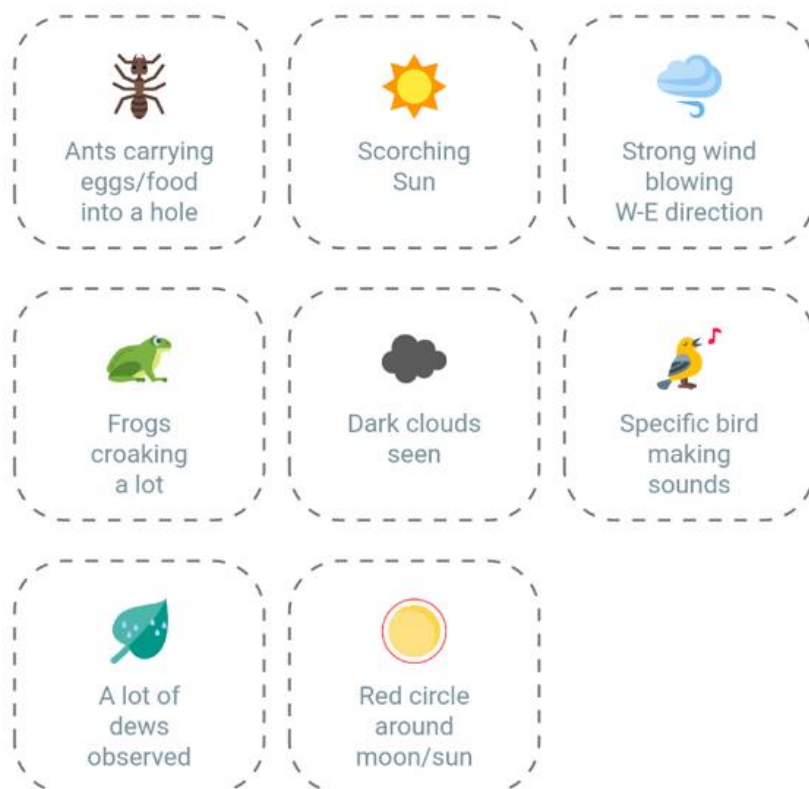 Ants carrying
eggs/food
into a hole
Scorching
Sun
Strong wind
blowing
W-E direction
Frogs
croaking
a lot
Dark clouds
seen
Specific bird
making
sounds
A lot of
dews
observed
Red circle
around
moon/sun